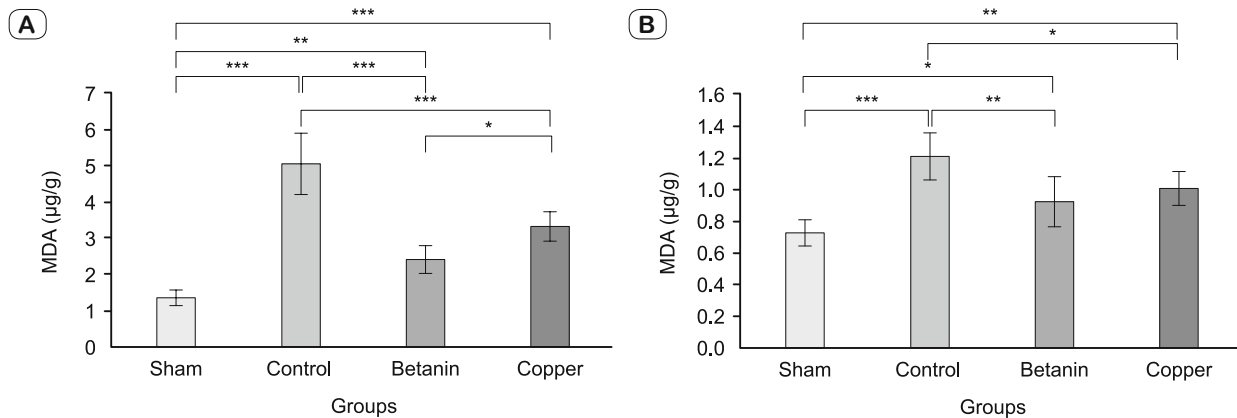 A
***
**
***
***
***
*
7
6
5
4
3
2
1
0
MDA (µg/g)
Sham
Control
Betanin
Copper
Groups
B
**
*
*
***
**
1.6
1.4
1.2
1.0
0.8
0.6
0.4
0.2
0.0
MDA (µg/g)
Sham
Control
Betanin
Copper
Groups